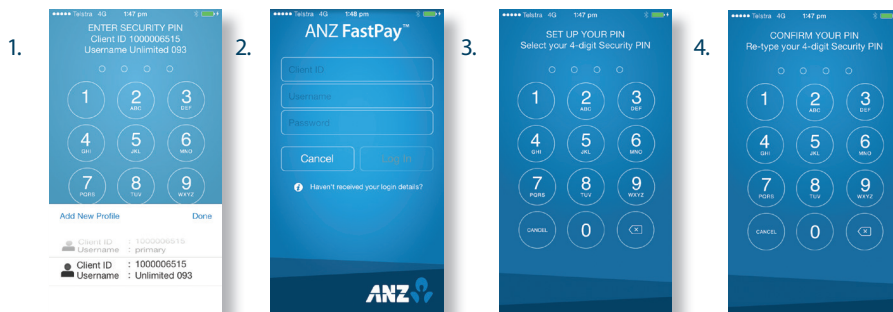 1.
Telstra 4G 1:47 pm
ENTER SECURITY PIN
Client ID 1000006515
Username Unlimited 093
1
2 ABC
3 DEF
4 GHI
5 JKL
6 MNO
7 PQRS
8 TUV
9 WXYZ
Add New Profile Done
Client ID : 1000006515
Username : primary
Client ID : 1000006515
Username : Unlimited 093
2.
Telstra 4G 1:48 pm
ANZ FastPay™
Client ID
Username
Password
Cancel Log In
Haven't received your login details?
ANZ
3.
Telstra 4G 1:47 pm
SET UP YOUR PIN
Select your 4-digit Security PIN
1
2 ABC
3 DEF
4 GHI
5 JKL
6 MNO
7 PQRS
8 TUV
9 WXYZ
CANCEL 0
4.
Telstra 4G 1:47 pm
CONFIRM YOUR PIN
Re-type your 4-digit Security PIN
1
2 ABC
3 DEF
4 GHI
5 JKL
6 MNO
7 PQRS
8 TUV
9 WXYZ
CANCEL 0